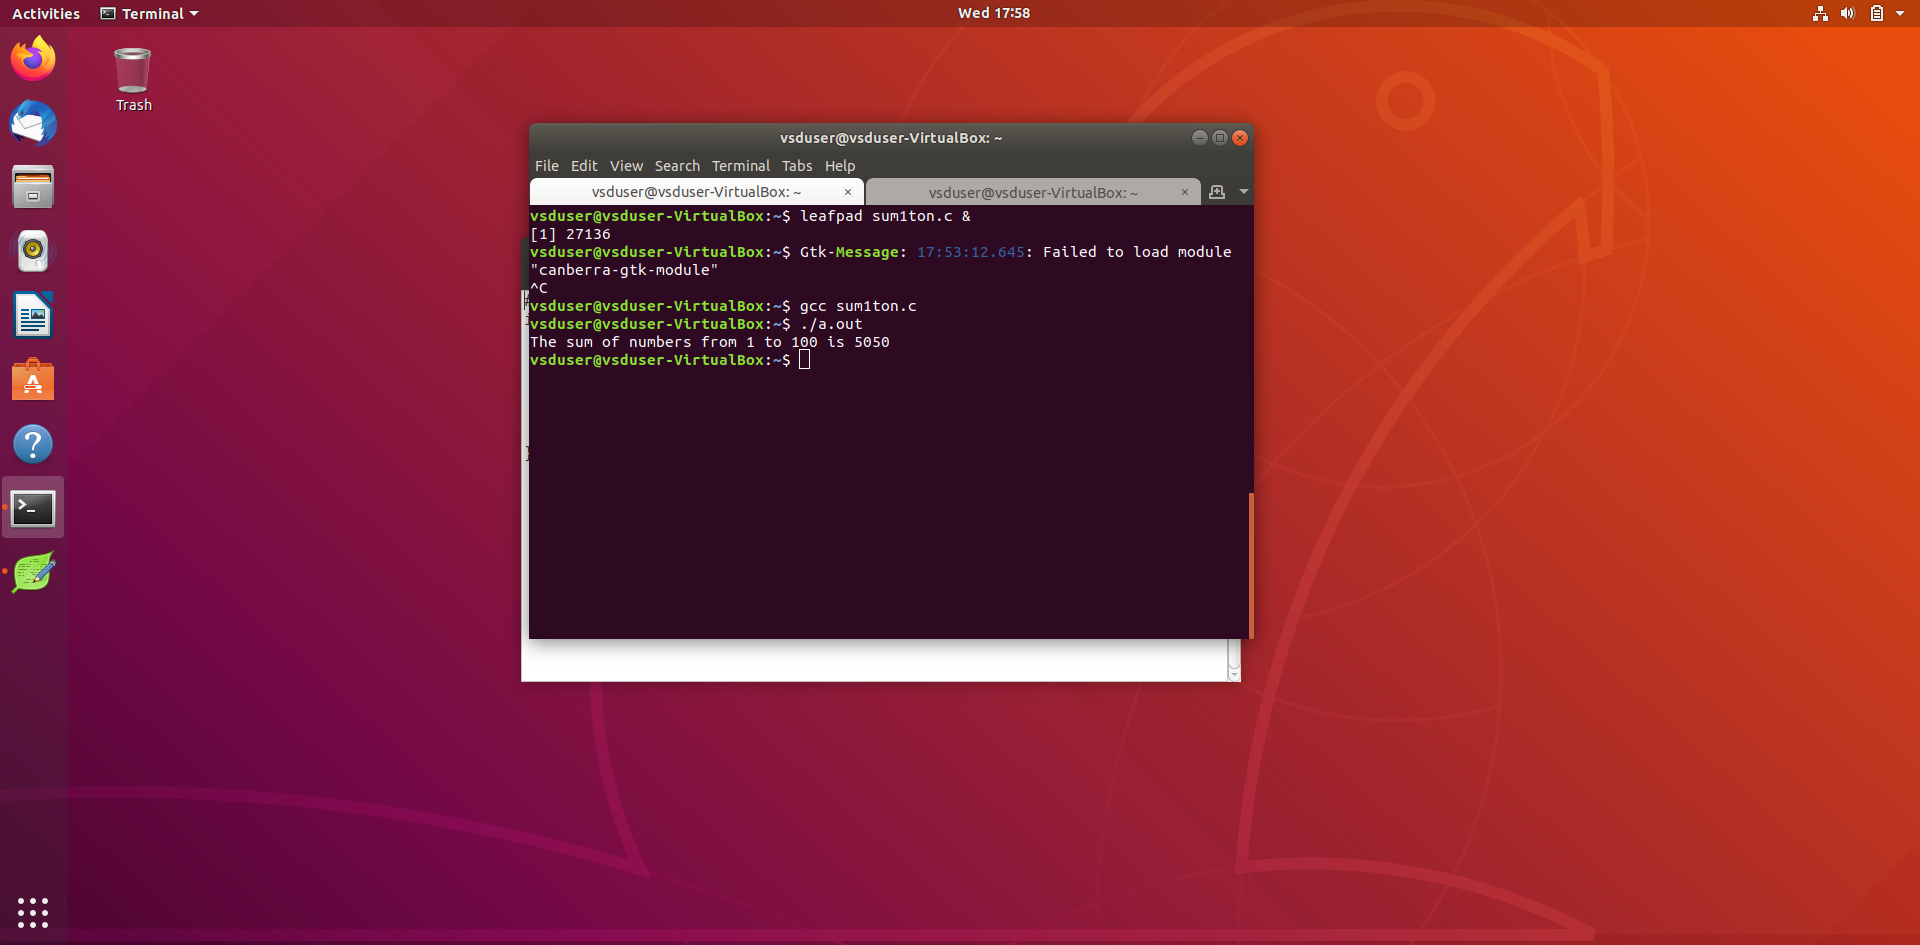 Activities Terminal Wed 17:58
Trash
vsduser@vsduser-VirtualBox: ~
File Edit View Search Terminal Tabs Help
vsduser@vsduser-VirtualBox: ~ × vsduser@vsduser-VirtualBox: ~ ×
vsduser@vsduser-VirtualBox:~$ leafpad sum1ton.c &
[1] 27136
vsduser@vsduser-VirtualBox:~$ Gtk-Message: 17:53:12.645: Failed to load module
"canberra-gtk-module"
^C
vsduser@vsduser-VirtualBox:~$ gcc sum1ton.c
vsduser@vsduser-VirtualBox:~$ ./a.out
The sum of numbers from 1 to 100 is 5050
vsduser@vsduser-VirtualBox:~$